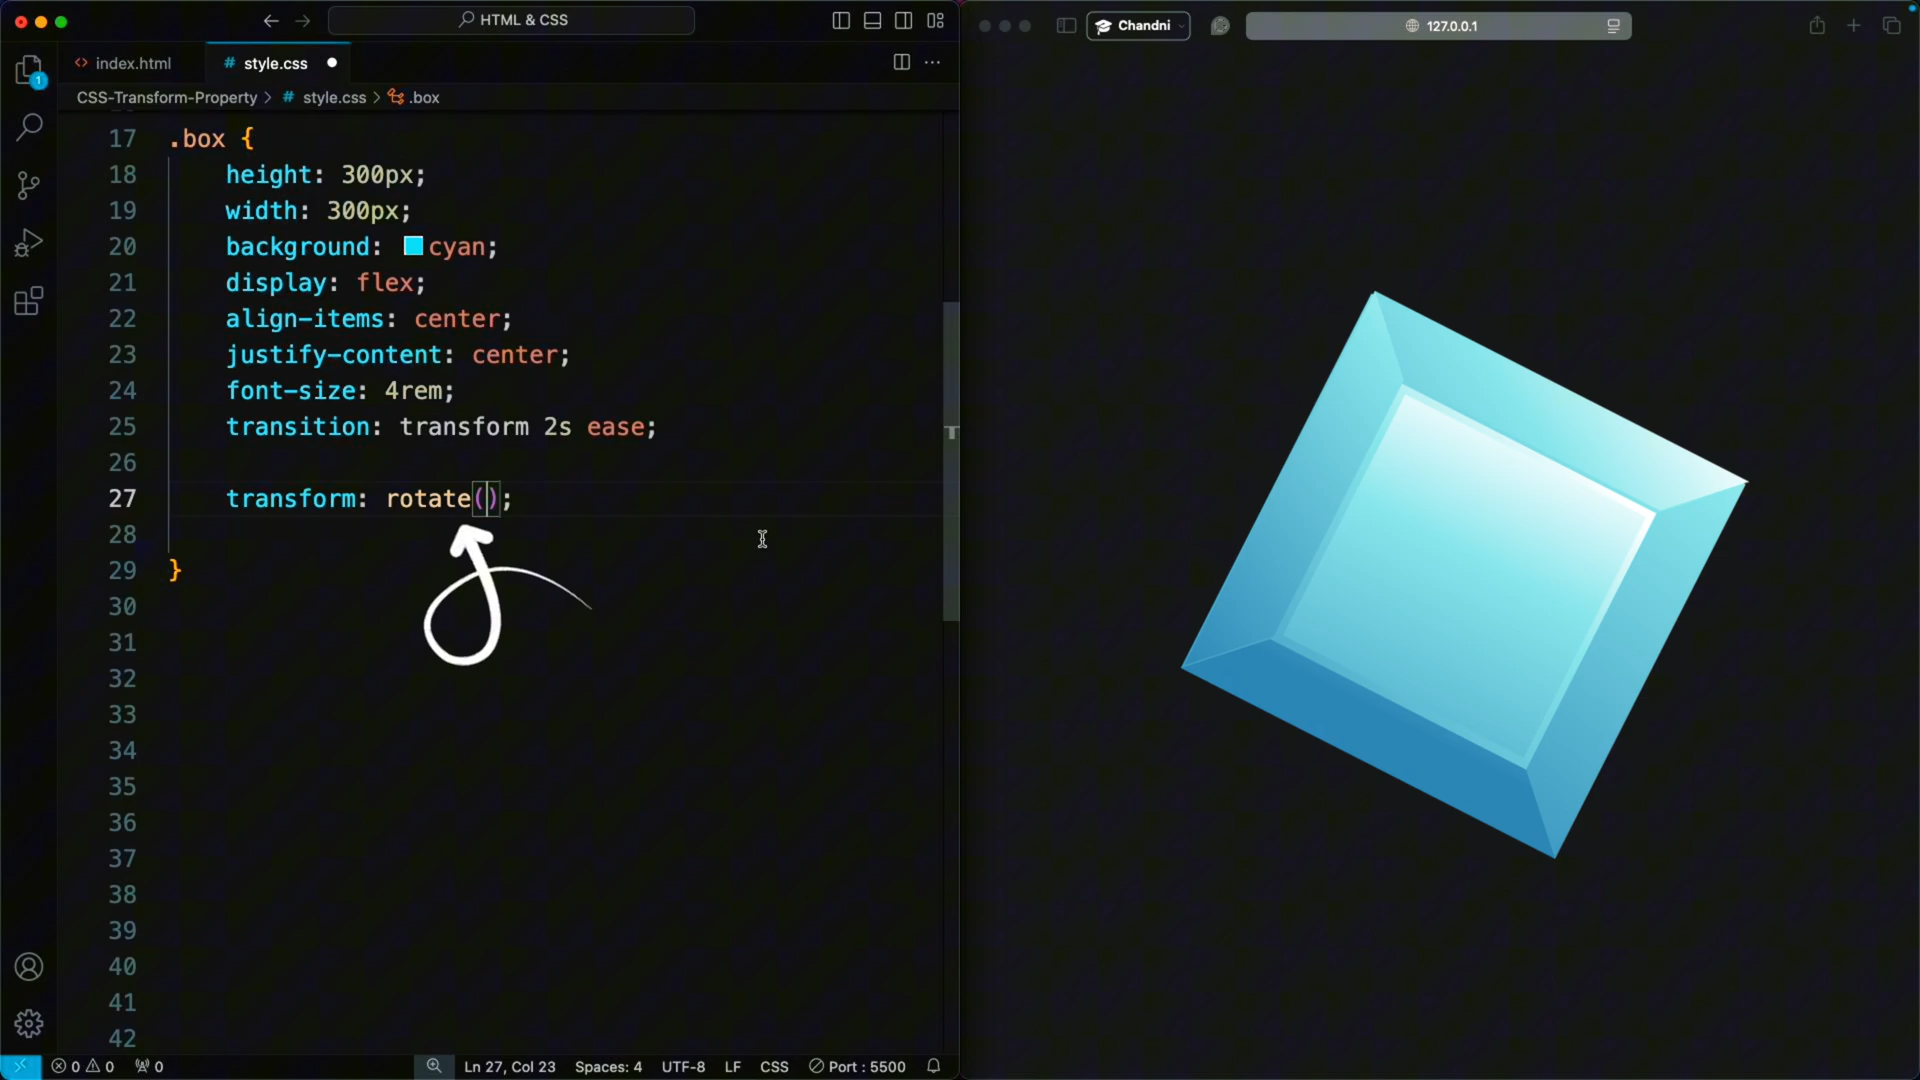 HTML & CSS
Chandni
127.0.0.1
index.html
# style.css
CSS-Transform-Property > # style.css > .box
1
17 .box {
18 height: 300px;
19 width: 300px;
20 background: cyan;
21 display: flex;
22 align-items: center;
23 justify-content: center;
24 font-size: 4rem;
25 transition: transform 2s ease;
26
27 transform: rotate();
28
29 }
30
31
32
33
34
35
36
37
38
39
40
41
42
0 0 0 Ln 27, Col 23 Spaces: 4 UTF-8 LF CSS Port : 5500